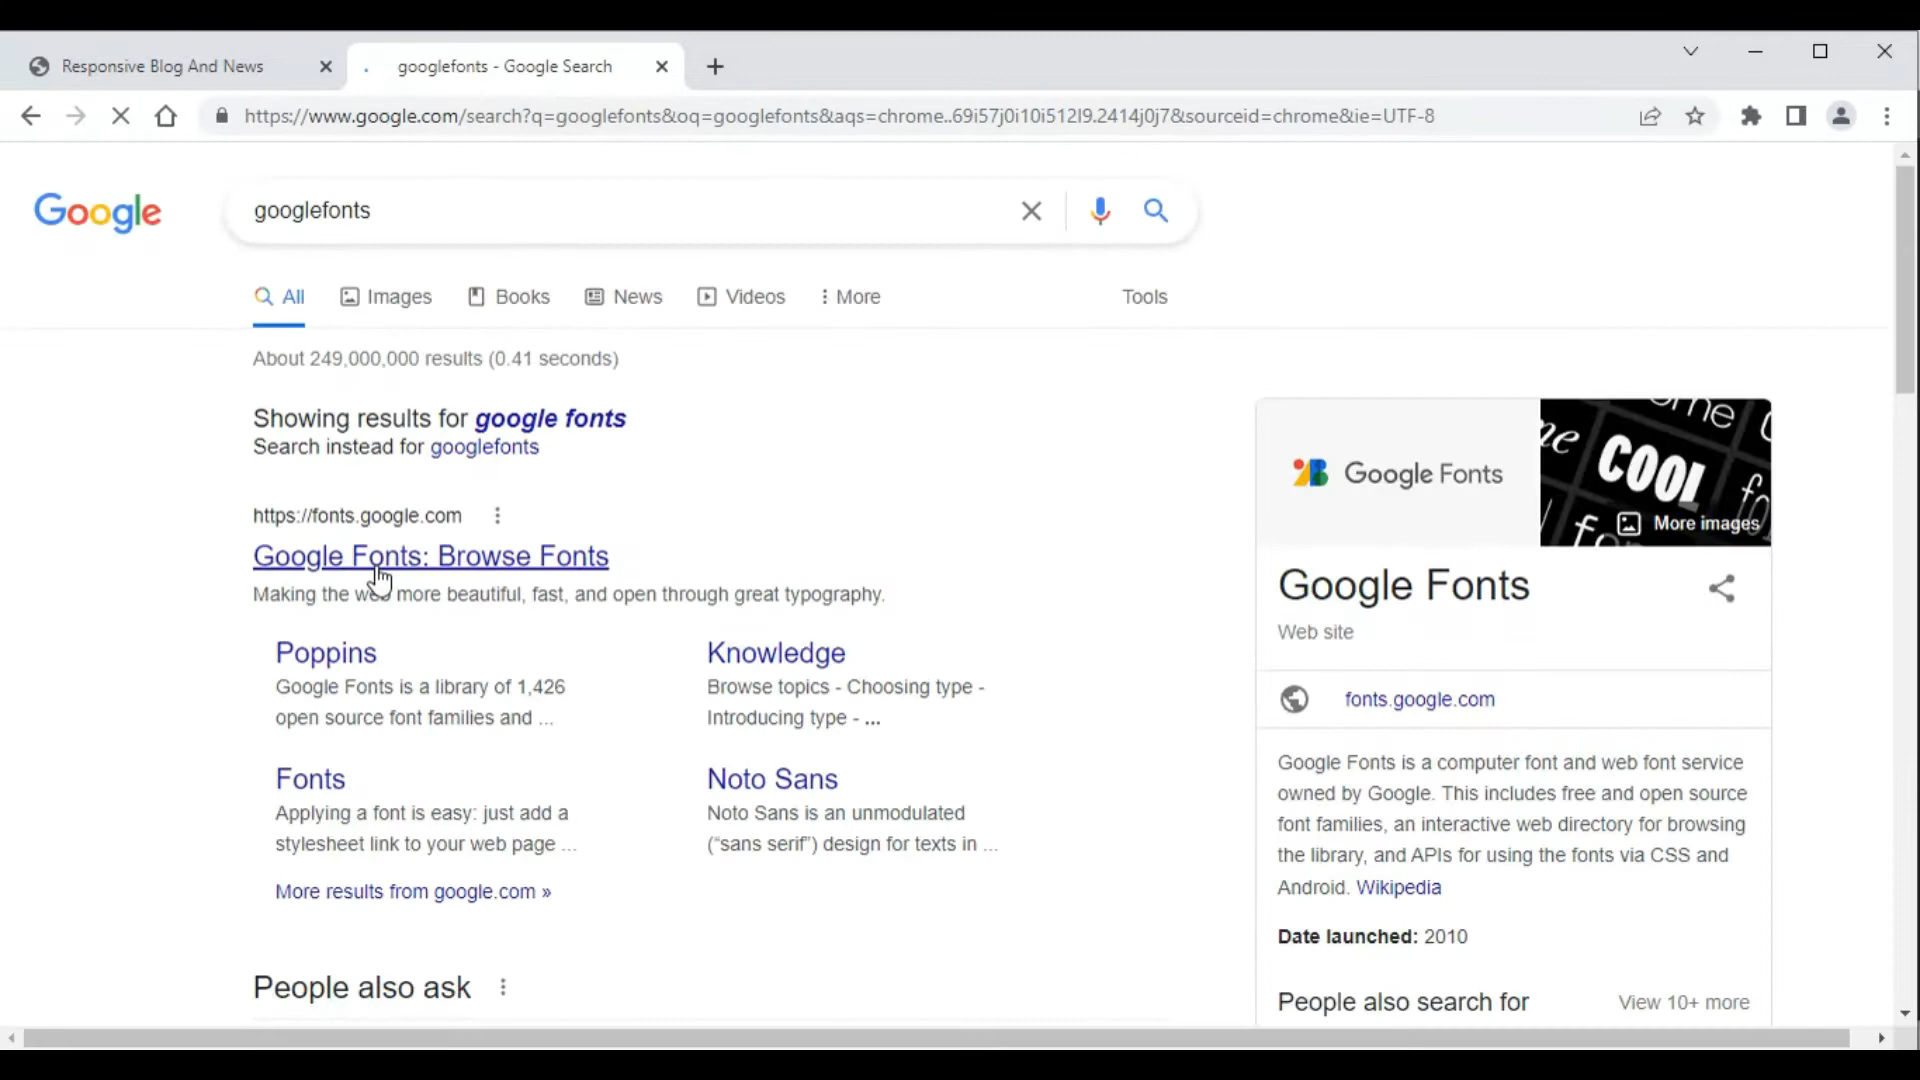 Responsive Blog And News
googlefonts - Google Search
https://www.google.com/search?q=googlefonts&oq=googlefonts&aqs=chrome..69i57j0i10i512l9.2414j0j7&sourceid=chrome&ie=UTF-8
Google
googlefonts
All
Images
Books
News
Videos
More
Tools
About 249,000,000 results (0.41 seconds)
Showing results for google fonts
Search instead for googlefonts
https://fonts.google.com
Google Fonts: Browse Fonts
Making the web more beautiful, fast, and open through great typography.
Poppins
Google Fonts is a library of 1,426
open source font families and ...
Knowledge
Browse topics - Choosing type -
Introducing type - ...
Fonts
Applying a font is easy: just add a
stylesheet link to your web page ...
Noto Sans
Noto Sans is an unmodulated
(“sans serif”) design for texts in ...
More results from google.com »
People also ask
Google Fonts
COOL
More images
Google Fonts
Web site
fonts.google.com
Google Fonts is a computer font and web font service
owned by Google. This includes free and open source
font families, an interactive web directory for browsing
the library, and APIs for using the fonts via CSS and
Android. Wikipedia
Date launched: 2010
People also search for
View 10+ more